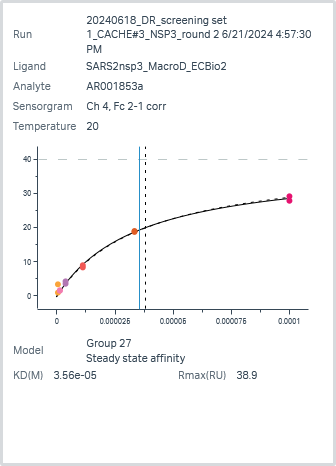 Run 20240618_DR_screening set
1_CACHE#3_NSP3_round 2 6/21/2024 4:57:30
PM
Ligand SARS2nsp3_MacroD_ECBio2
Analyte AR001853a
Sensorgram Ch 4, Fc 2-1 corr
Temperature 20
40
30
20
10
0
0 0.000025 0.00005 0.000075 0.0001
Model Group 27
Steady state affinity
KD(M) 3.56e-05 Rmax(RU) 38.9